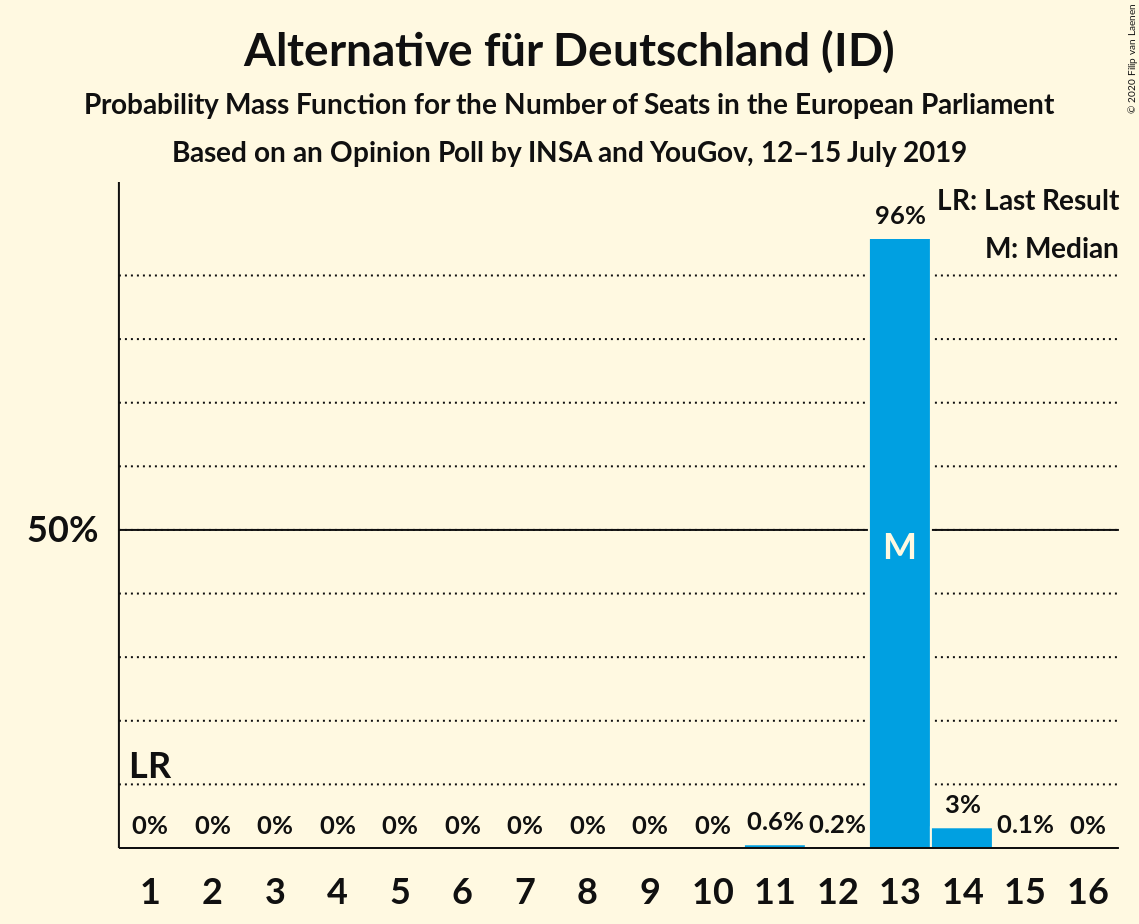 Alternative für Deutschland (ID)
Probability Mass Function for the Number of Seats in the European Parliament
Based on an Opinion Poll by INSA and YouGov, 12–15 July 2019
© 2020 Filip van Laenen
LR: Last Result
M: Median
96%
50%
M
LR
0% 0% 0% 0% 0% 0% 0% 0% 0% 0% 0.6% 0.2% 3% 0.1% 0%
1 2 3 4 5 6 7 8 9 10 11 12 13 14 15 16